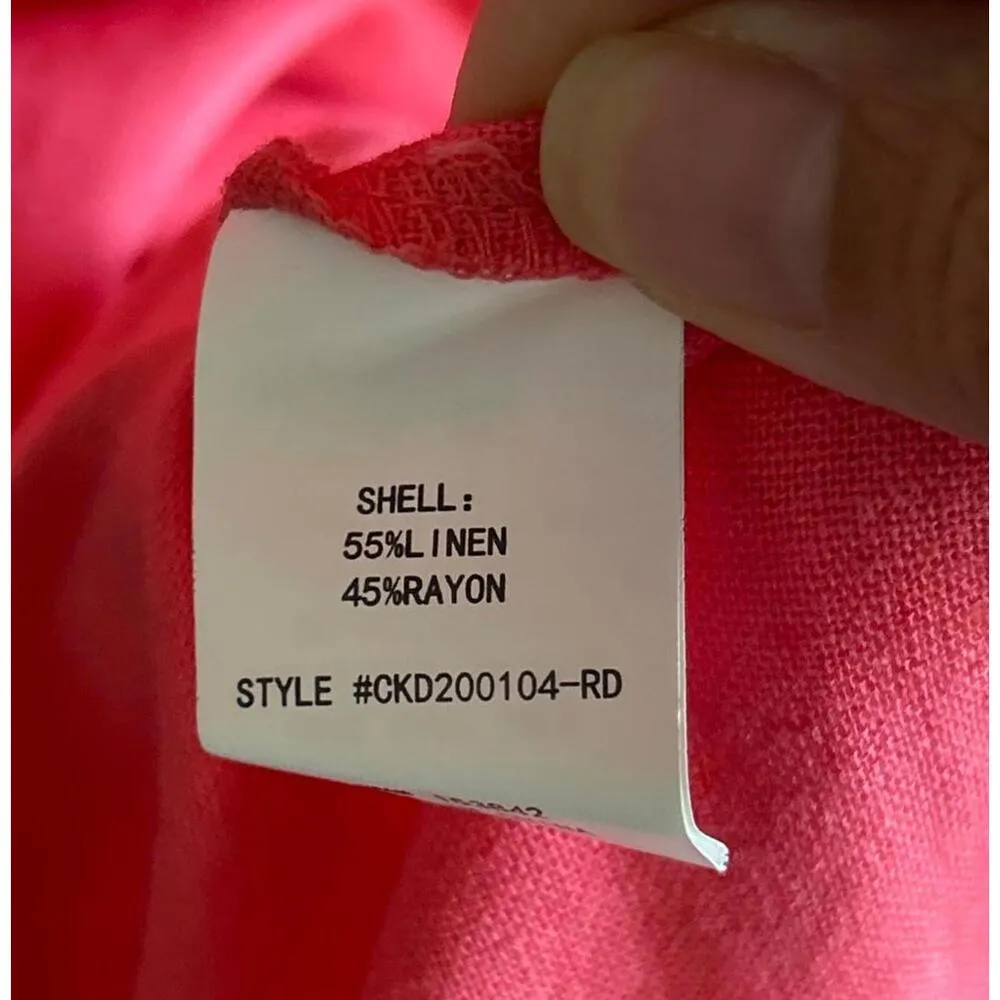 SHELL:
55%LINEN
45%RAYON
STYLE #CKD200104-RD